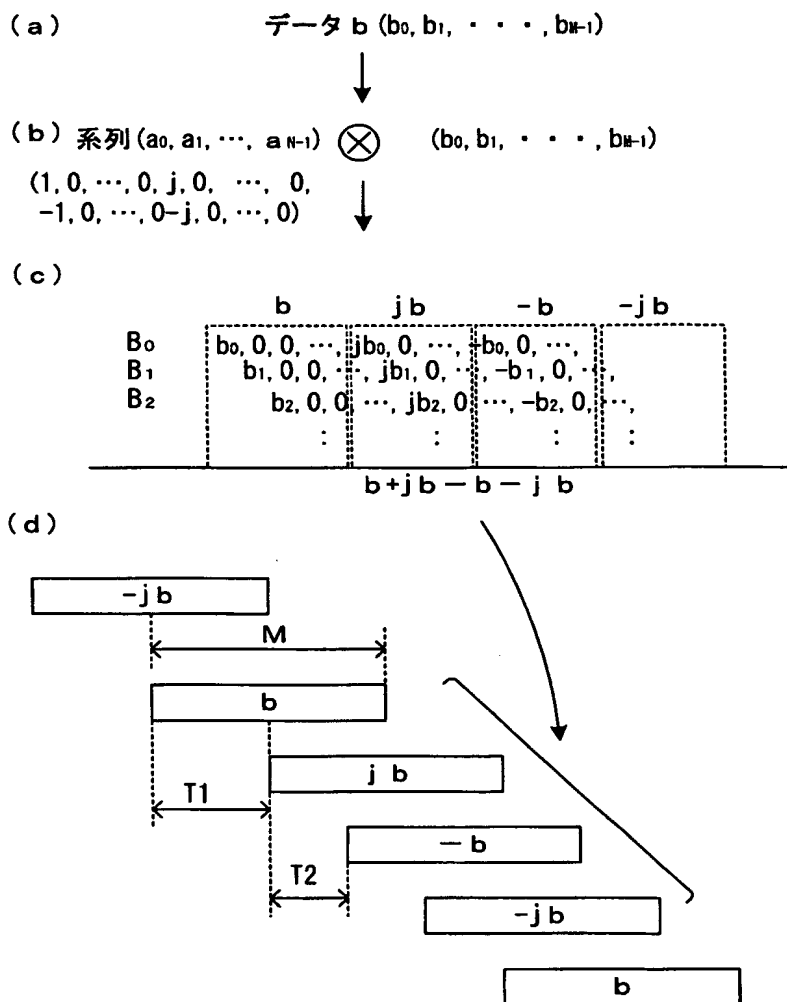 (a) データ b (b₀, b₁, ・・・, bM-1)
(b) 系列 (a₀, a₁, …, aN-1) ⊗ (b₀, b₁, ・・・, bM-1)
(1, 0, …, 0, j, 0, …, 0,
-1, 0, …, 0-j, 0, …, 0)
(c)
b jb -b -jb
B₀ b₀, 0, 0, …, jb₀, 0, …, -b₀, 0, …,
B₁ b₁, 0, 0, …, jb₁, 0, …, -b₁, 0, …,
B₂ b₂, 0, 0, …, jb₂, 0, …, -b₂, 0, …,
: : : :
b+jb-b-jb
(d)
-jb
M
b
jb
T1
-b
T2
-jb
b